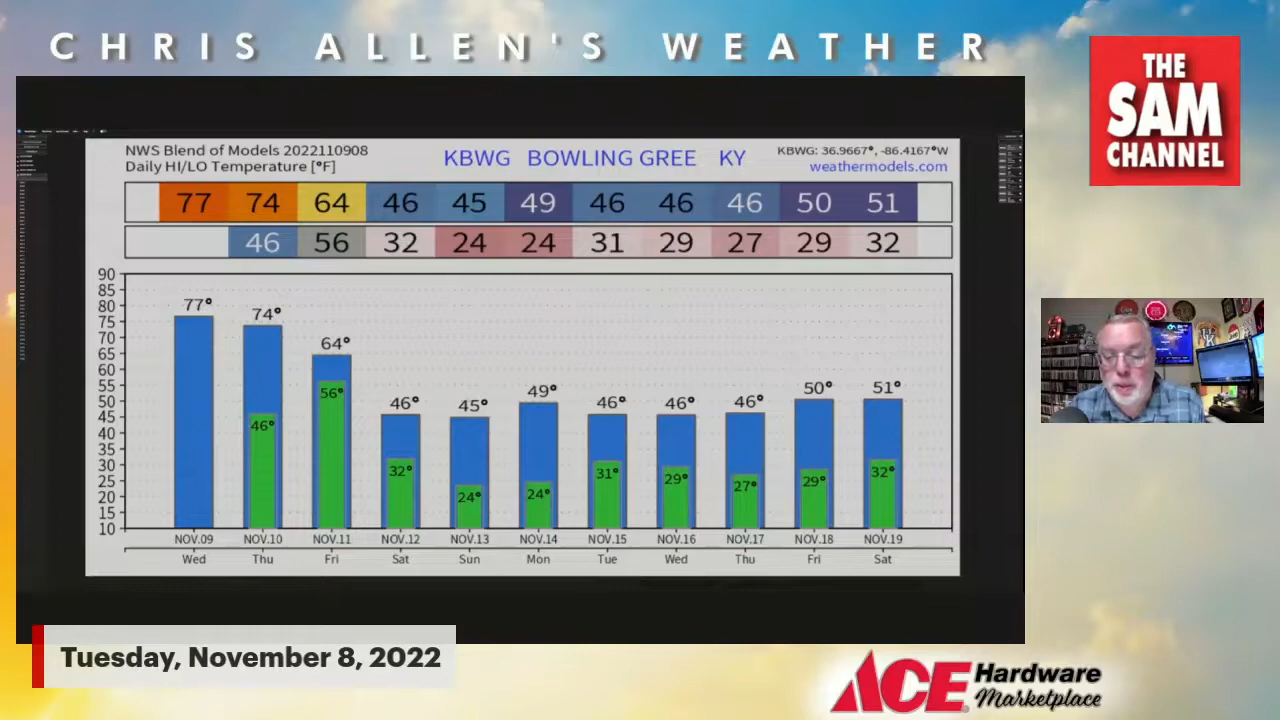 CHRIS ALLEN'S WEATHER
THE
SAM
CHANNEL
NWS Blend of Models 2022110908
Daily HI/LO Temperature [°F]
KBWG BOWLING GREE KY
KBWG: 36.9667°, -86.4167°W
weathermodels.com
77 74 64 46 45 49 46 46 46 50 51
46 56 32 24 24 31 29 27 29 32
90
85
80
75
70
65
60
55
50
45
40
35
30
25
20
15
10
77° 74° 64° 46° 45° 49° 46° 46° 46° 50° 51°
46° 56° 32° 24° 24° 31° 29° 27° 29° 32°
NOV.09 NOV.10 NOV.11 NOV.12 NOV.13 NOV.14 NOV.15 NOV.16 NOV.17 NOV.18 NOV.19
Wed Thu Fri Sat Sun Mon Tue Wed Thu Fri Sat
Tuesday, November 8, 2022
ACE Hardware
Marketplace